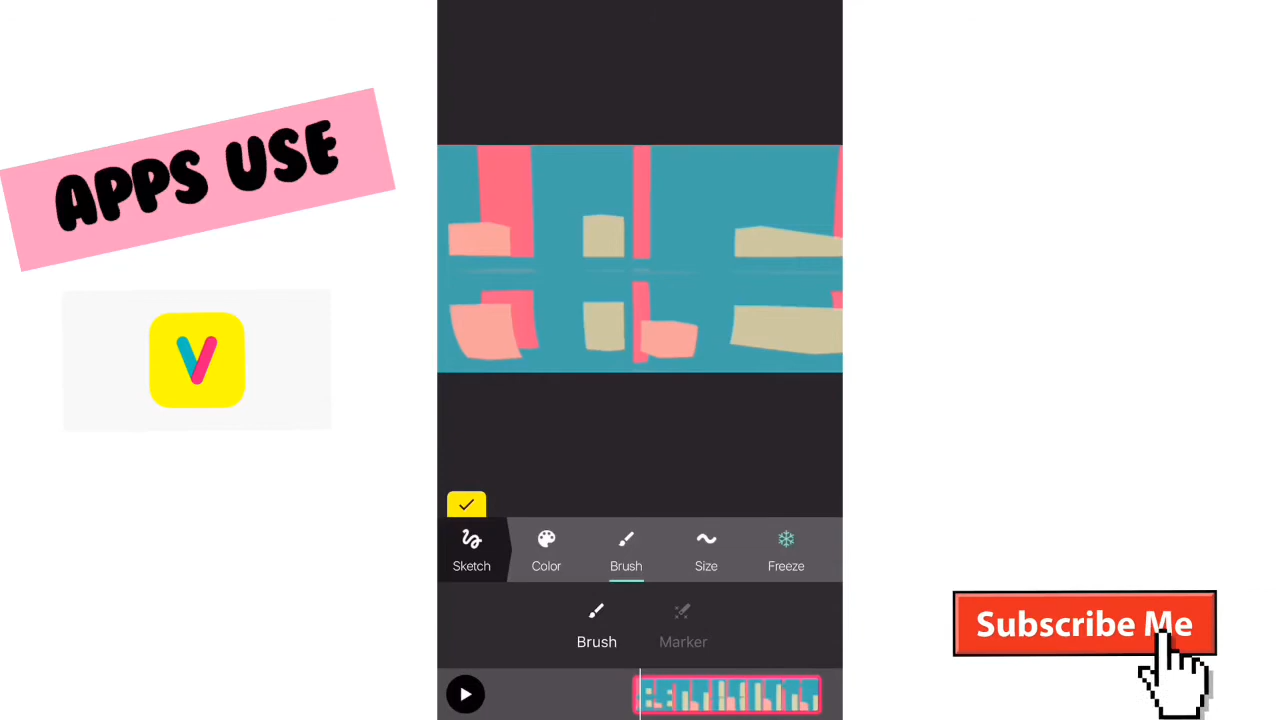 APPS USE
V
Sketch
Color
Brush
Size
Freeze
Brush
Marker
Subscribe Me